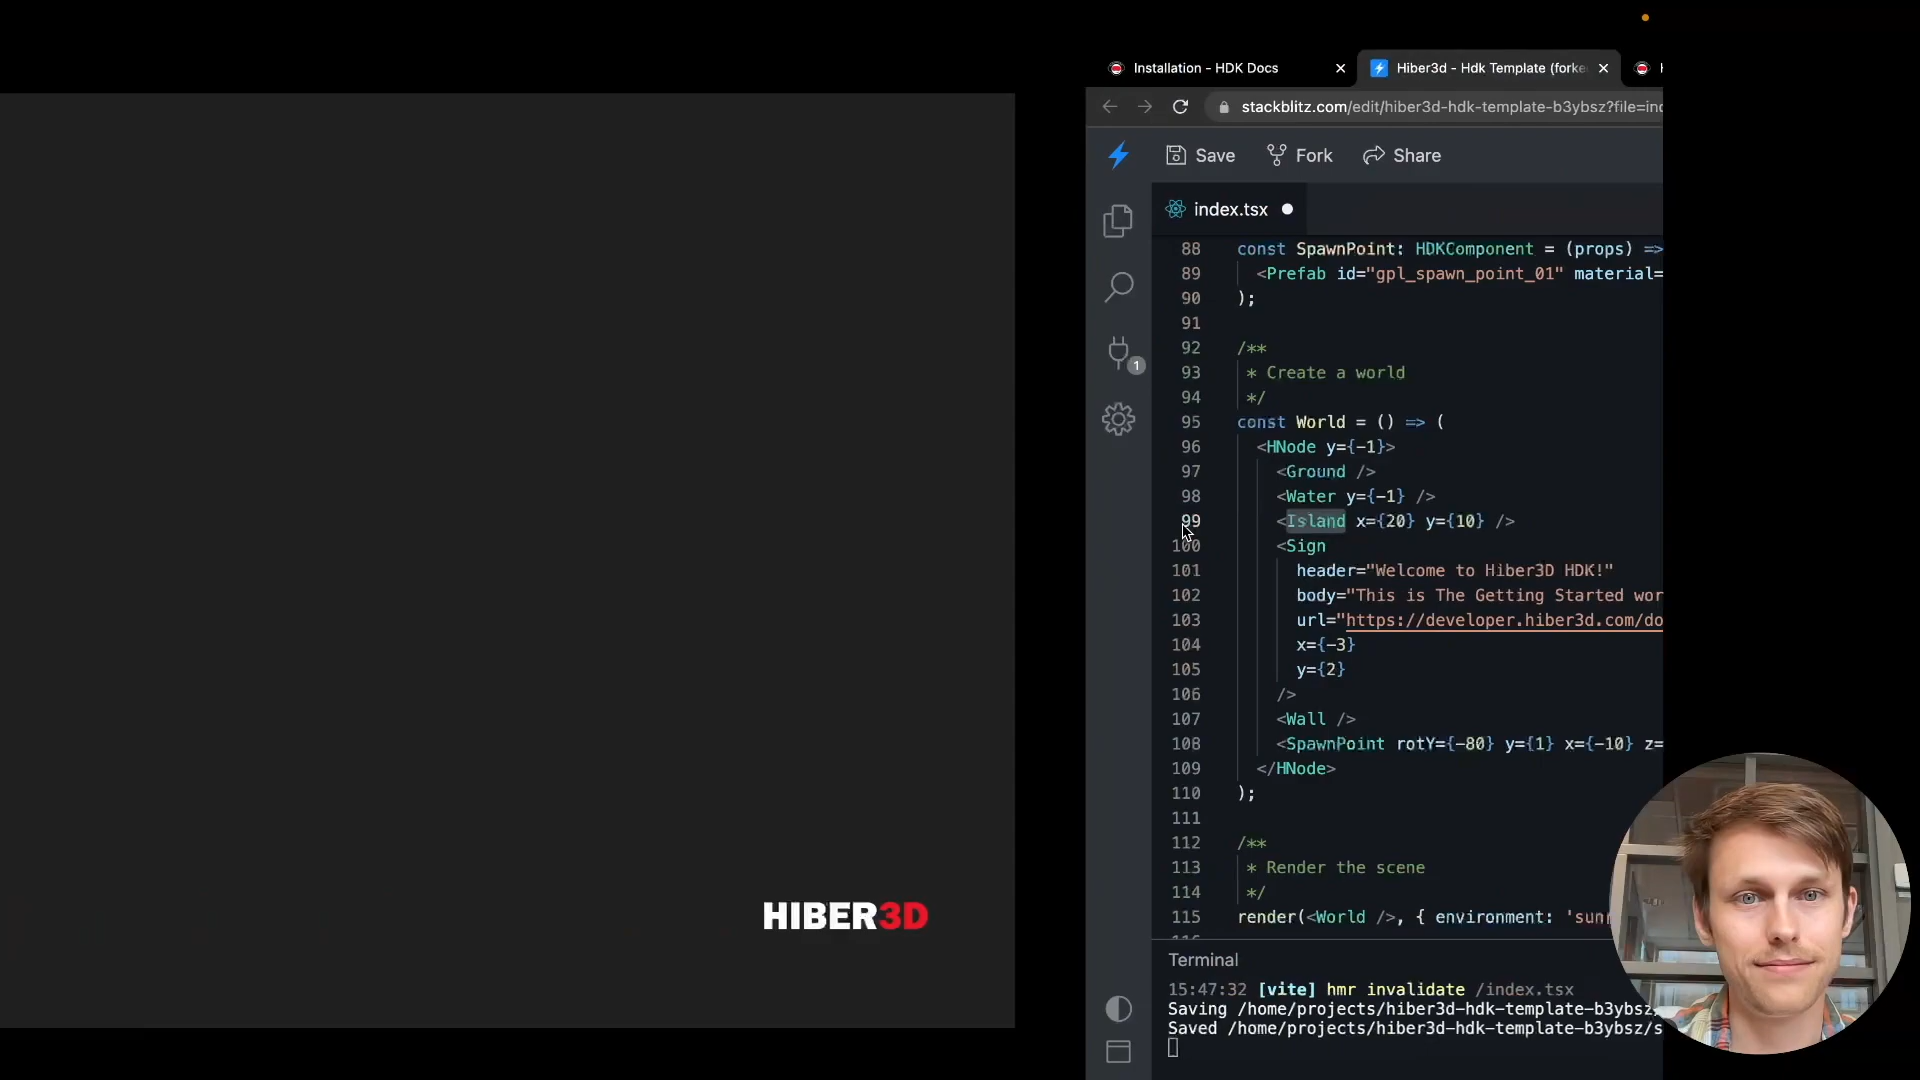 Installation - HDK Docs
Hiber3d - Hdk Template (forke
stackblitz.com/edit/hiber3d-hdk-template-b3ybsz?file=in
Save
Fork
Share
index.tsx
1
88 const SpawnPoint: HDKComponent = (props) =>
89 <Prefab id="gpl_spawn_point_01" material=
90 );
91
92 /**
93 * Create a world
94 */
95 const World = () => (
96 <HNode y={-1}>
97 <Ground />
98 <Water y={-1} />
99 <Island x={20} y={10} />
100 <Sign
101 header="Welcome to Hiber3D HDK!"
102 body="This is The Getting Started wor
103 url="https://developer.hiber3d.com/do
104 x={-3}
105 y={2}
106 />
107 <Wall />
108 <SpawnPoint rotY={-80} y={1} x={-10} z=
109 </HNode>
110 );
111
112 /**
113 * Render the scene
114 */
115 render(<World />, { environment: 'sun
HIBER3D
Terminal
15:47:32 [vite] hmr invalidate /index.tsx
Saving /home/projects/hiber3d-hdk-template-b3ybsz
Saved /home/projects/hiber3d-hdk-template-b3ybsz/s